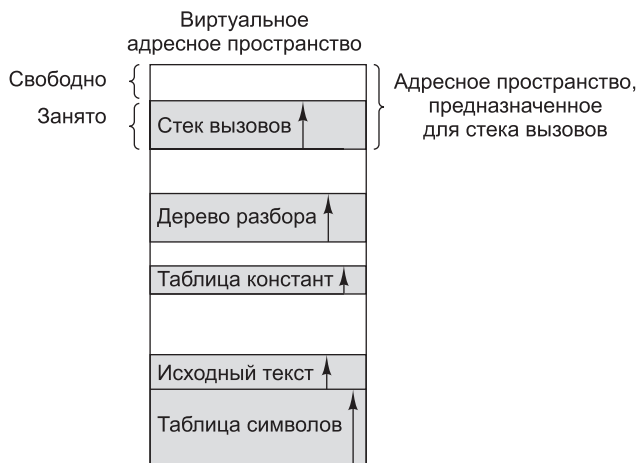 Виртуальное
адресное пространство
Свободно
Занято
Адресное пространство,
предназначенное
для стека вызовов
Стек вызовов
Дерево разбора
Таблица констант
Исходный текст
Таблица символов